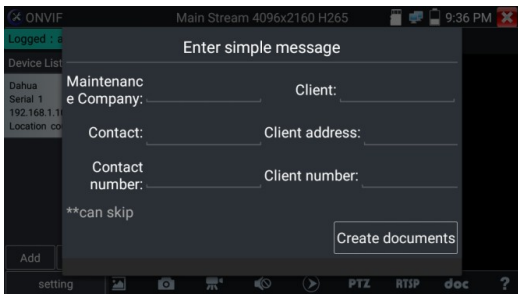 ONVIF Main Stream 4096x2160 H265 9:36 PM
Logged : a
Device List
Dahua
Serial 1
192.168.1.1
Location co
Enter simple message
Maintenanc
e Company:
Client:
Contact:
Client address:
Contact
number:
Client number:
**can skip
Create documents
Add
setting PTZ RTSP doc ?